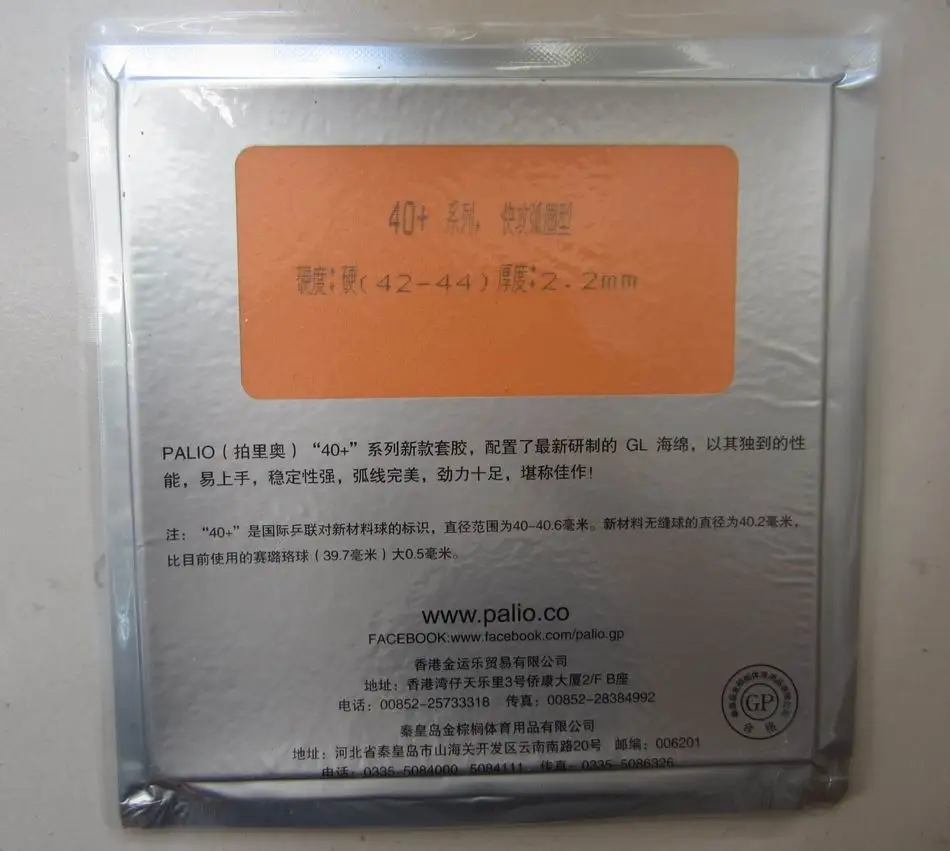 40+ 系列, 快攻弧圈型
硬度:硬(42-44)厚度:2.2mm
PALIO(拍里奥)“40+”系列新款套胶，配置了最新研制的 GL 海绵，以其独到的性
能，易上手，稳定性强，弧线完美，劲力十足，堪称佳作!
注：“40+”是国际乒联对新材料球的标识，直径范围为40-40.6毫米。新材料无缝球的直径为40.2毫米，
比目前使用的赛璐珞球(39.7毫米)大0.5毫米。
www.palio.co
FACEBOOK:www.facebook.com/palio.gp
香港金运乐贸易有限公司
地址：香港湾仔天乐里3号侨康大厦2/F B座
电话：00852-25733318 传真：00852-28384992
秦皇岛金棕榈体育用品有限公司
地址：河北省秦皇岛市山海关开发区云南南路20号 邮编：006201
电话：0335-5084000 5084111 传真：0335-5086326
GP
合格